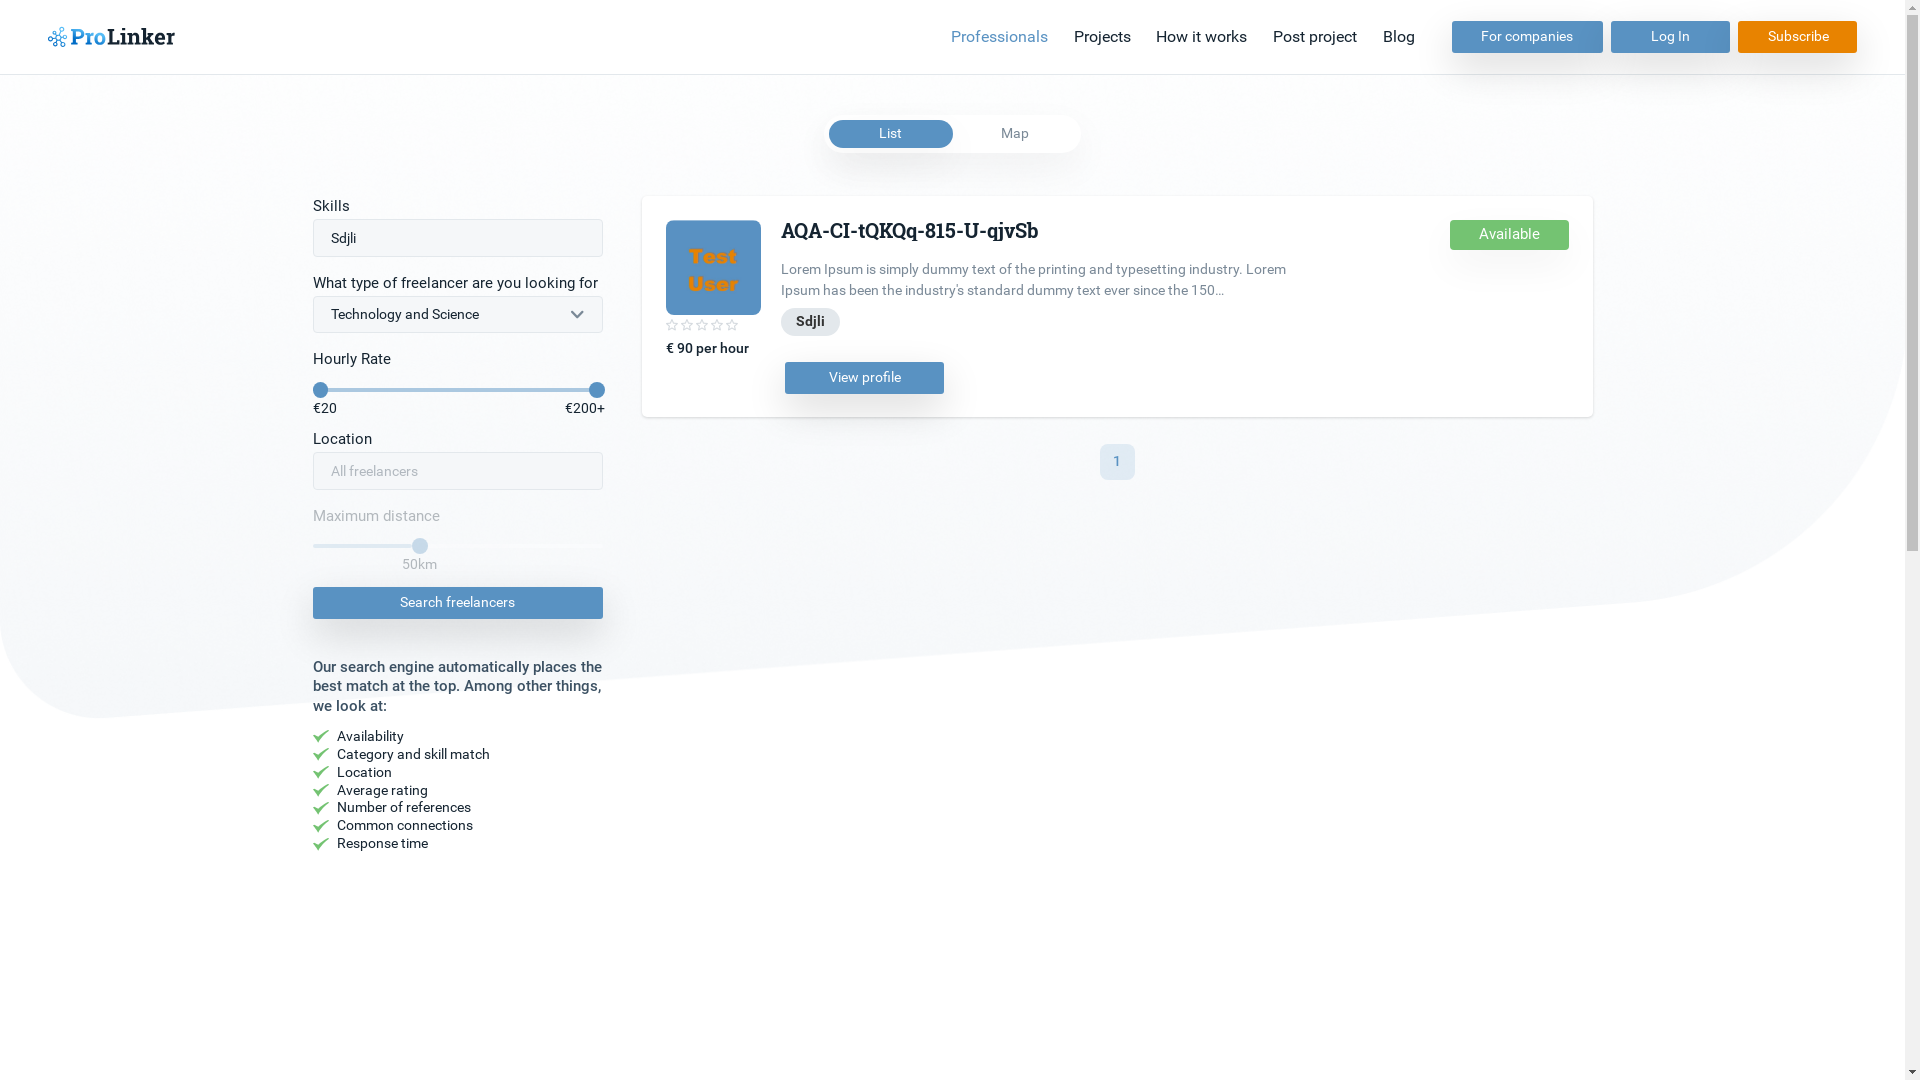 ProLinker
Professionals
Projects
How it works
Post project
Blog
For companies
Log In
Subscribe
List
Map
Skills
Sdjli
What type of freelancer are you looking for
Technology and Science
Hourly Rate
€20
€200+
Location
All freelancers
Maximum distance
50km
Search freelancers
Our search engine automatically places the
best match at the top. Among other things,
we look at:
Availability
Category and skill match
Location
Average rating
Number of references
Common connections
Response time
Test
User
€ 90 per hour
AQA-CI-tQKQq-815-U-qjvSb
Available
Lorem Ipsum is simply dummy text of the printing and typesetting industry. Lorem
Ipsum has been the industry's standard dummy text ever since the 150...
Sdjli
View profile
1